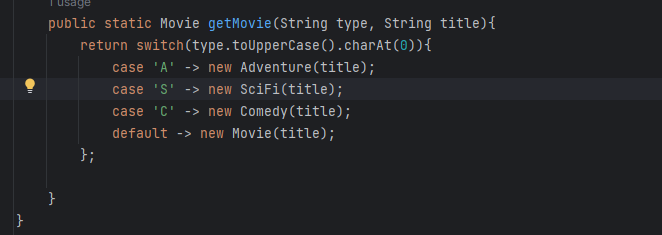 1 usage
public static Movie getMovie(String type, String title){
return switch(type.toUpperCase().charAt(0)){
case 'A' -> new Adventure(title);
case 'S' -> new SciFi(title);
case 'C' -> new Comedy(title);
default -> new Movie(title);
};
}
}